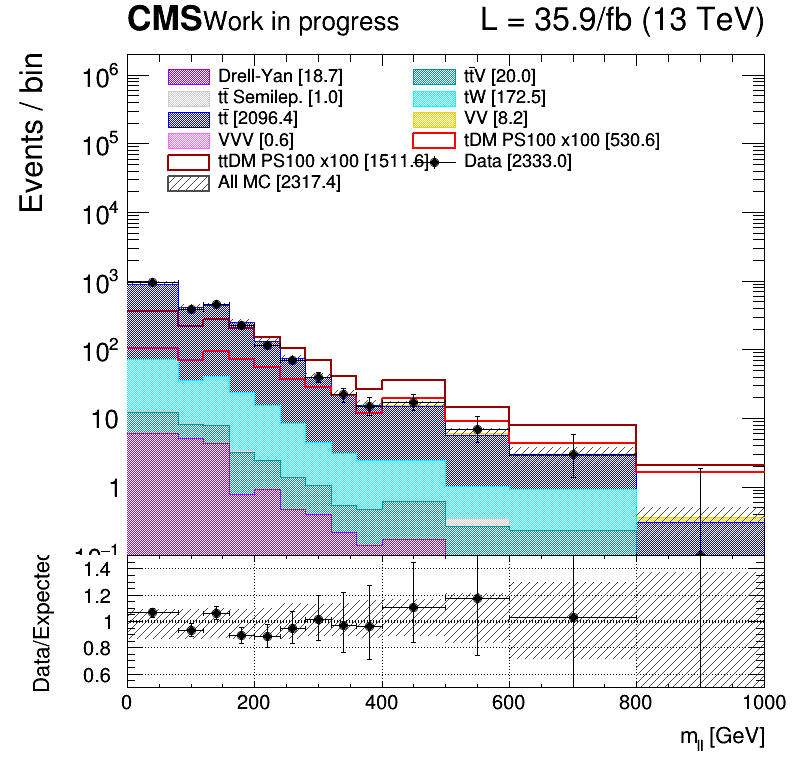 CMS Work in progress L = 35.9/fb (13 TeV)
Events / bin
10⁶
10⁵
10⁴
10³
10²
10
1
10⁻¹
Drell-Yan [18.7] tt̄V [20.0]
tt̄ Semilep. [1.0] tW [172.5]
tt̄ [2096.4] VV [8.2]
VVV [0.6] tDM PS100 x100 [530.6]
ttDM PS100 x100 [1511.6] Data [2333.0]
All MC [2317.4]
Data/Expected
1.4
1.2
1
0.8
0.6
0 200 400 600 800 1000
m_ll [GeV]